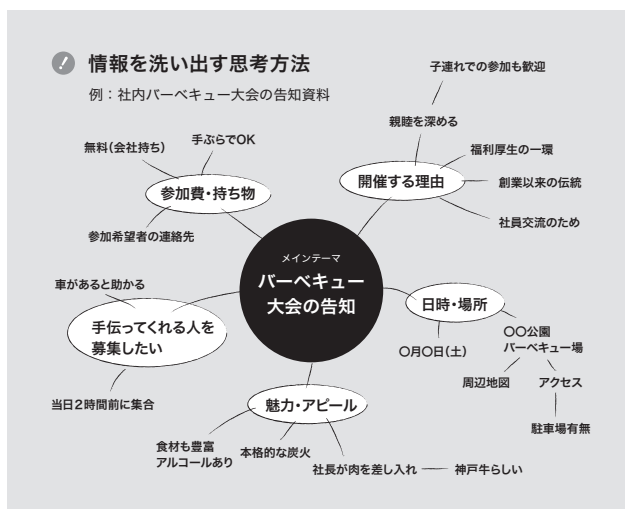 情報を洗い出す思考方法
例：社内バーベキュー大会の告知資料
無料（会社持ち）
手ぶらでOK
参加費・持ち物
参加希望者の連絡先
子連れでの参加も歓迎
親睦を深める
福利厚生の一環
開催する理由
創業以来の伝統
社員交流のため
メインテーマ
バーベキュー
大会の告知
車があると助かる
手伝ってくれる人を
募集したい
当日2時間前に集合
日時・場所
〇月〇日（土）
〇〇公園
バーベキュー場
周辺地図
アクセス
駐車場有無
魅力・アピール
食材も豊富
アルコールあり
本格的な炭火
社長が肉を差し入れ
神戸牛らしい